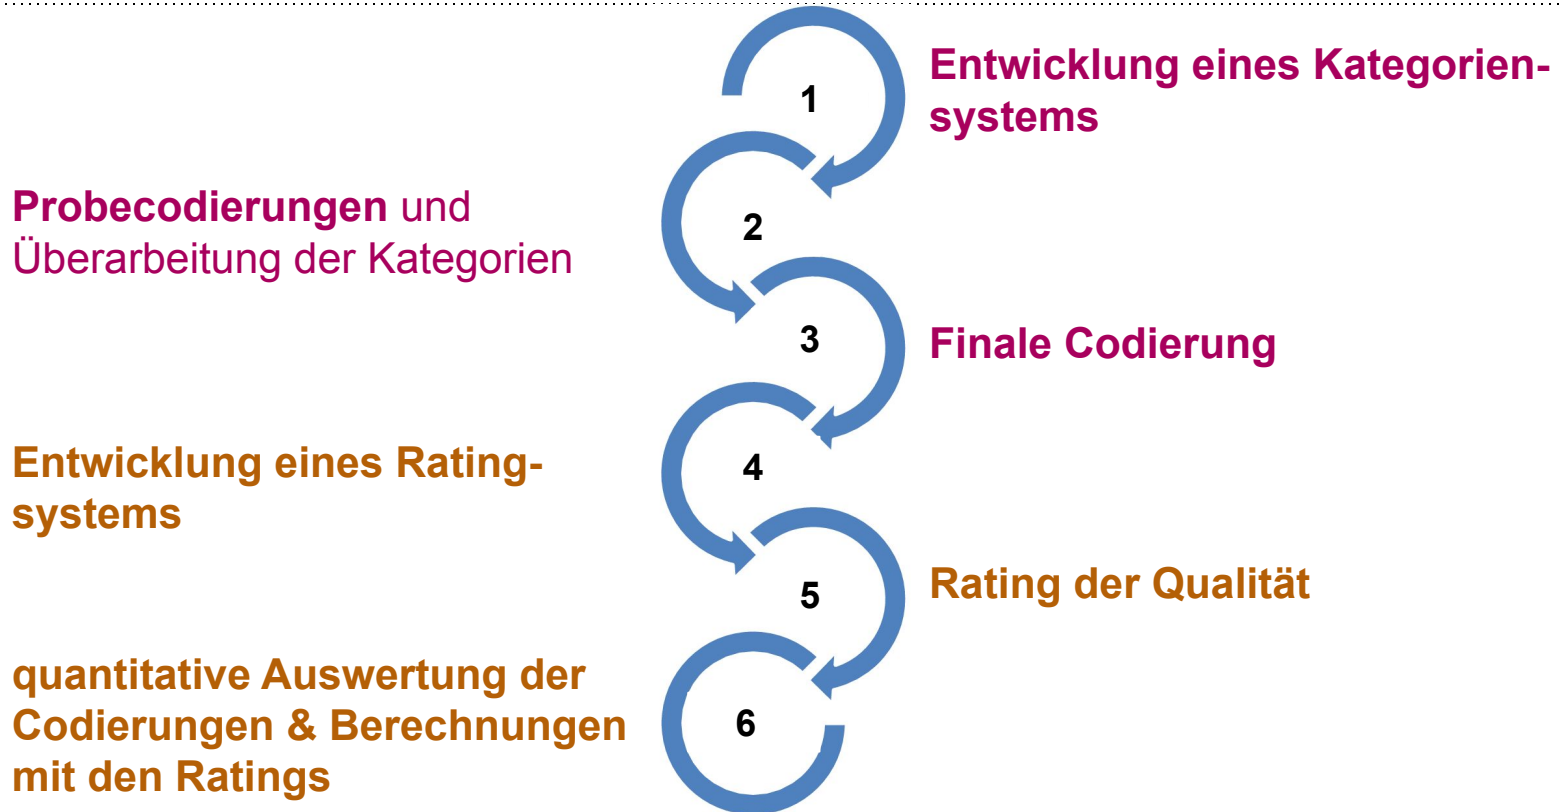 1
Entwicklung eines Kategorien-
systems
2
Probecodierungen und
Überarbeitung der Kategorien
3
Finale Codierung
4
Entwicklung eines Rating-
systems
5
Rating der Qualität
6
quantitative Auswertung der
Codierungen & Berechnungen
mit den Ratings